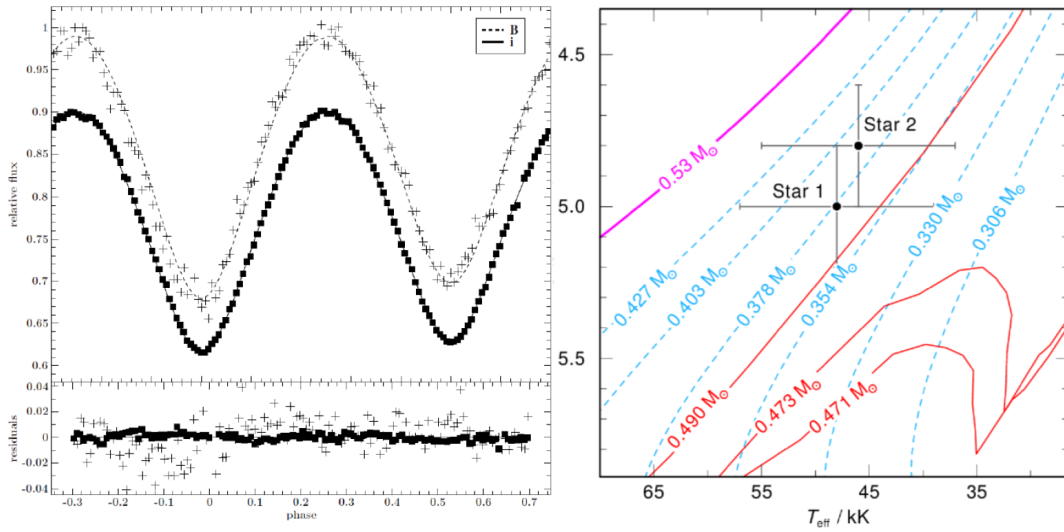 1
0.95
0.9
0.85
0.8
0.75
0.7
0.65
0.6
relative flux
B
i
0.04
0.02
0
-0.02
-0.04
residuals
-0.3 -0.2 -0.1 0 0.1 0.2 0.3 0.4 0.5 0.6 0.7
phase
4.5
5.0
5.5
0.53 M⊙
Star 2
Star 1
0.427 M⊙
0.403 M⊙
0.378 M⊙
0.354 M⊙
0.330 M⊙
0.306 M⊙
0.490 M⊙
0.473 M⊙
0.471 M⊙
65 55 45 35
Teff / kK